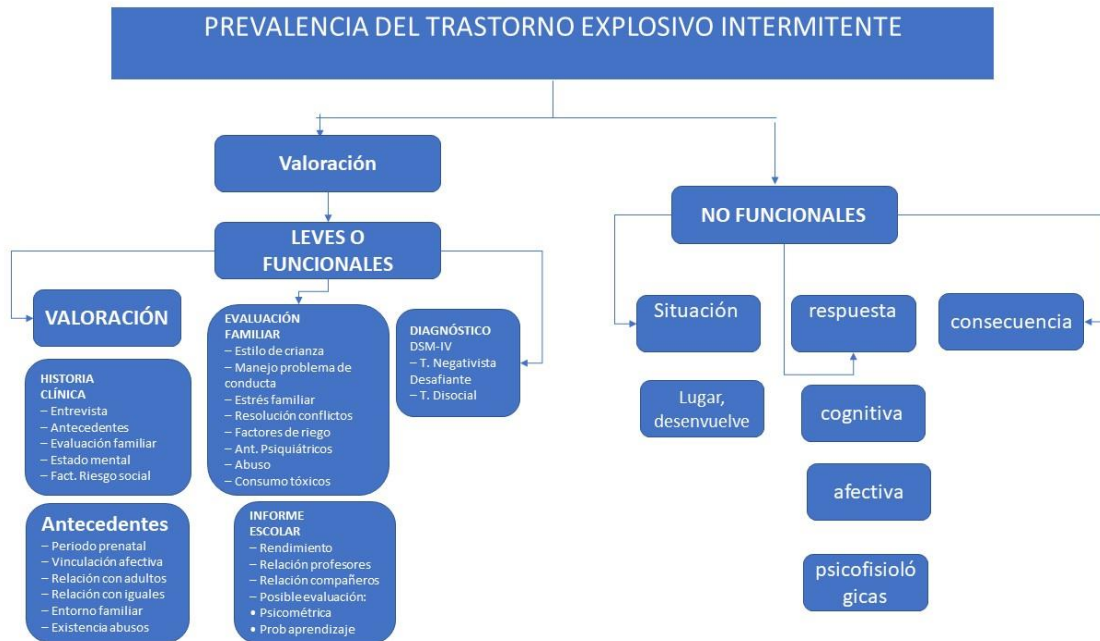 PREVALENCIA DEL TRASTORNO EXPLOSIVO INTERMITENTE
Valoración
LEVES O
FUNCIONALES
VALORACIÓN
HISTORIA
CLÍNICA
– Entrevista
– Antecedentes
– Evaluación familiar
– Estado mental
– Fact. Riesgo social
Antecedentes
– Periodo prenatal
– Vinculación afectiva
– Relación con adultos
– Relación con iguales
– Entorno familiar
– Existencia abusos
EVALUACIÓN
FAMILIAR
– Estilo de crianza
– Manejo problema de
conducta
– Estrés familiar
– Resolución conflictos
– Factores de riego
– Ant. Psiquiátricos
– Abuso
– Consumo tóxicos
INFORME
ESCOLAR
– Rendimiento
– Relación profesores
– Relación compañeros
– Posible evaluación:
• Psicométrica
• Prob aprendizaje
DIAGNÓSTICO
DSM-IV
– T. Negativista
Desafiante
– T. Disocial
NO FUNCIONALES
Situación
Lugar,
desenvuelve
respuesta
cognitiva
afectiva
psicofisioló
gicas
consecuencia